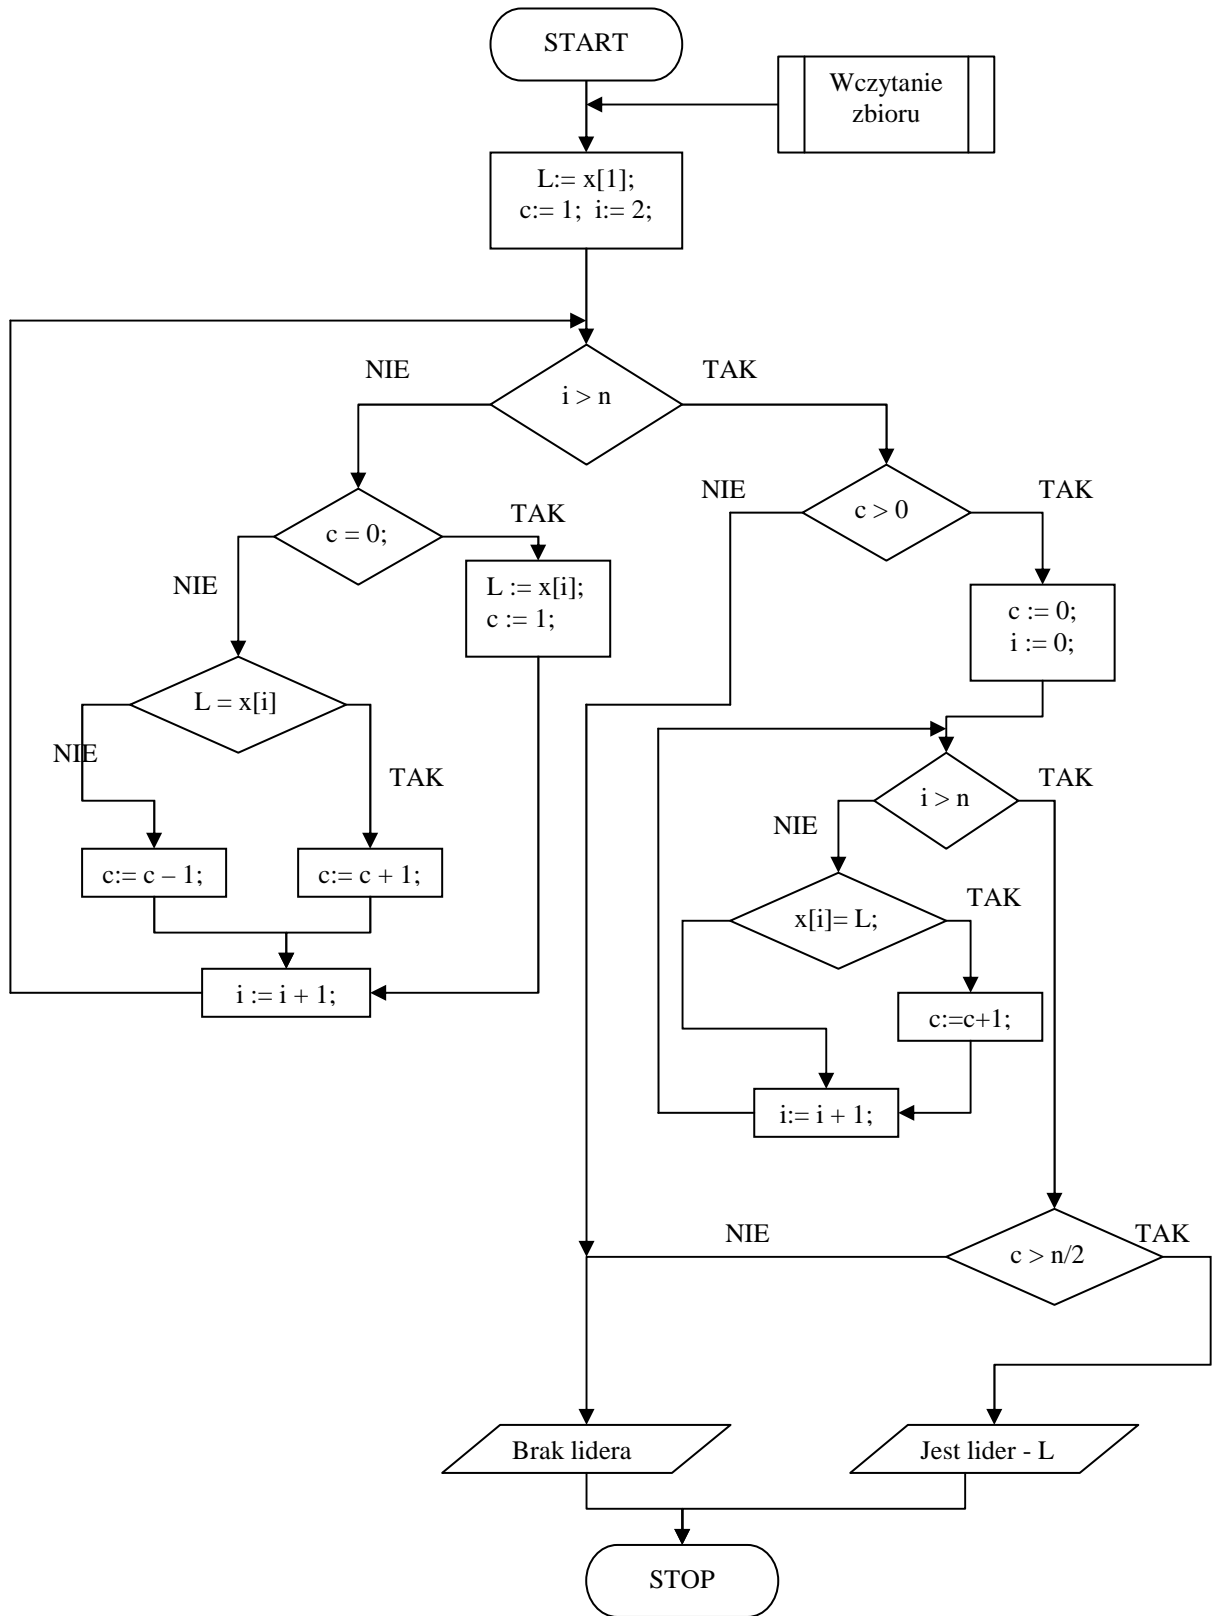 START
Wczytanie
zbioru
L:= x[1];
c:= 1; i:= 2;
i > n
NIE
TAK
c = 0;
TAK
NIE
L := x[i];
c := 1;
L = x[i]
NIE
TAK
c:= c – 1;
c:= c + 1;
i := i + 1;
c > 0
NIE
TAK
c := 0;
i := 0;
i > n
TAK
NIE
x[i]= L;
TAK
c:=c+1;
i:= i + 1;
c > n/2
NIE
TAK
Brak lidera
Jest lider - L
STOP